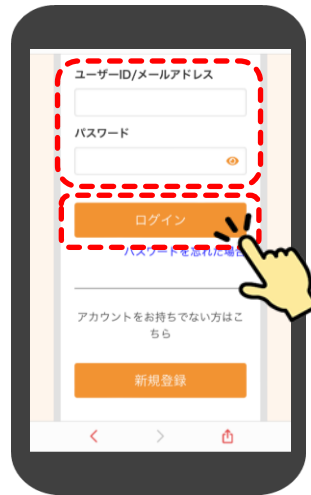 ユーザーID/メールアドレス
パスワード
ログイン
パスワードを忘れた場合
アカウントをお持ちでない方はこ
ちら
新規登録